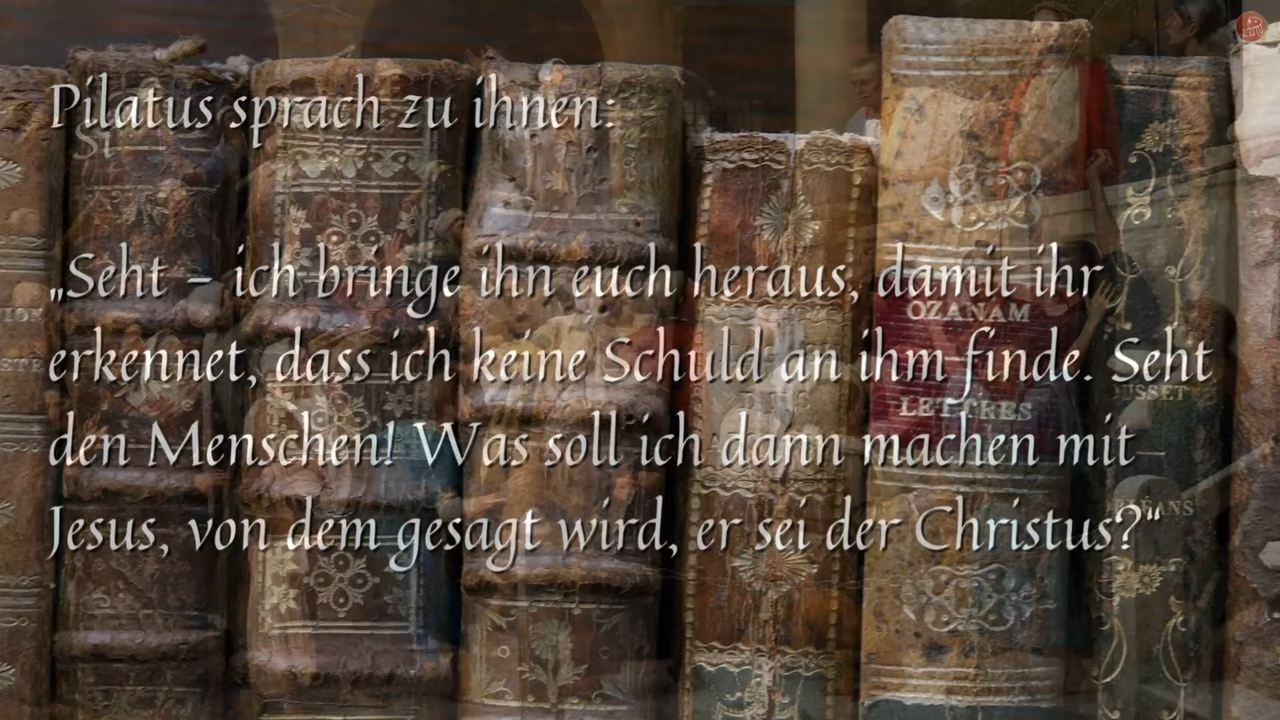 Pilatus sprach zu ihnen:
„Seht – ich bringe ihn euch heraus, damit ihr
erkennet, dass ich keine Schuld an ihm finde. Seht
den Menschen! Was soll ich dann machen mit
Jesus, von dem gesagt wird, er sei der Christus?“
OZANAM
LETTRES